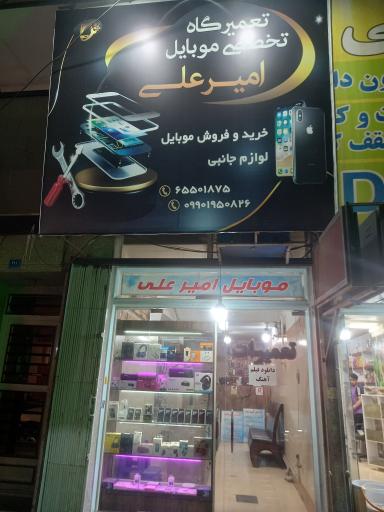 تعمیرگاه
تخصصی موبایل
امیرعلی
خرید و فروش موبایل
لوازم جانبی
۶۵۵۰۱۸۷۵
۰۹۹۰۱۹۵۰۸۲۶
موبایل امیر علی
دانلود فیلم
آهنگ